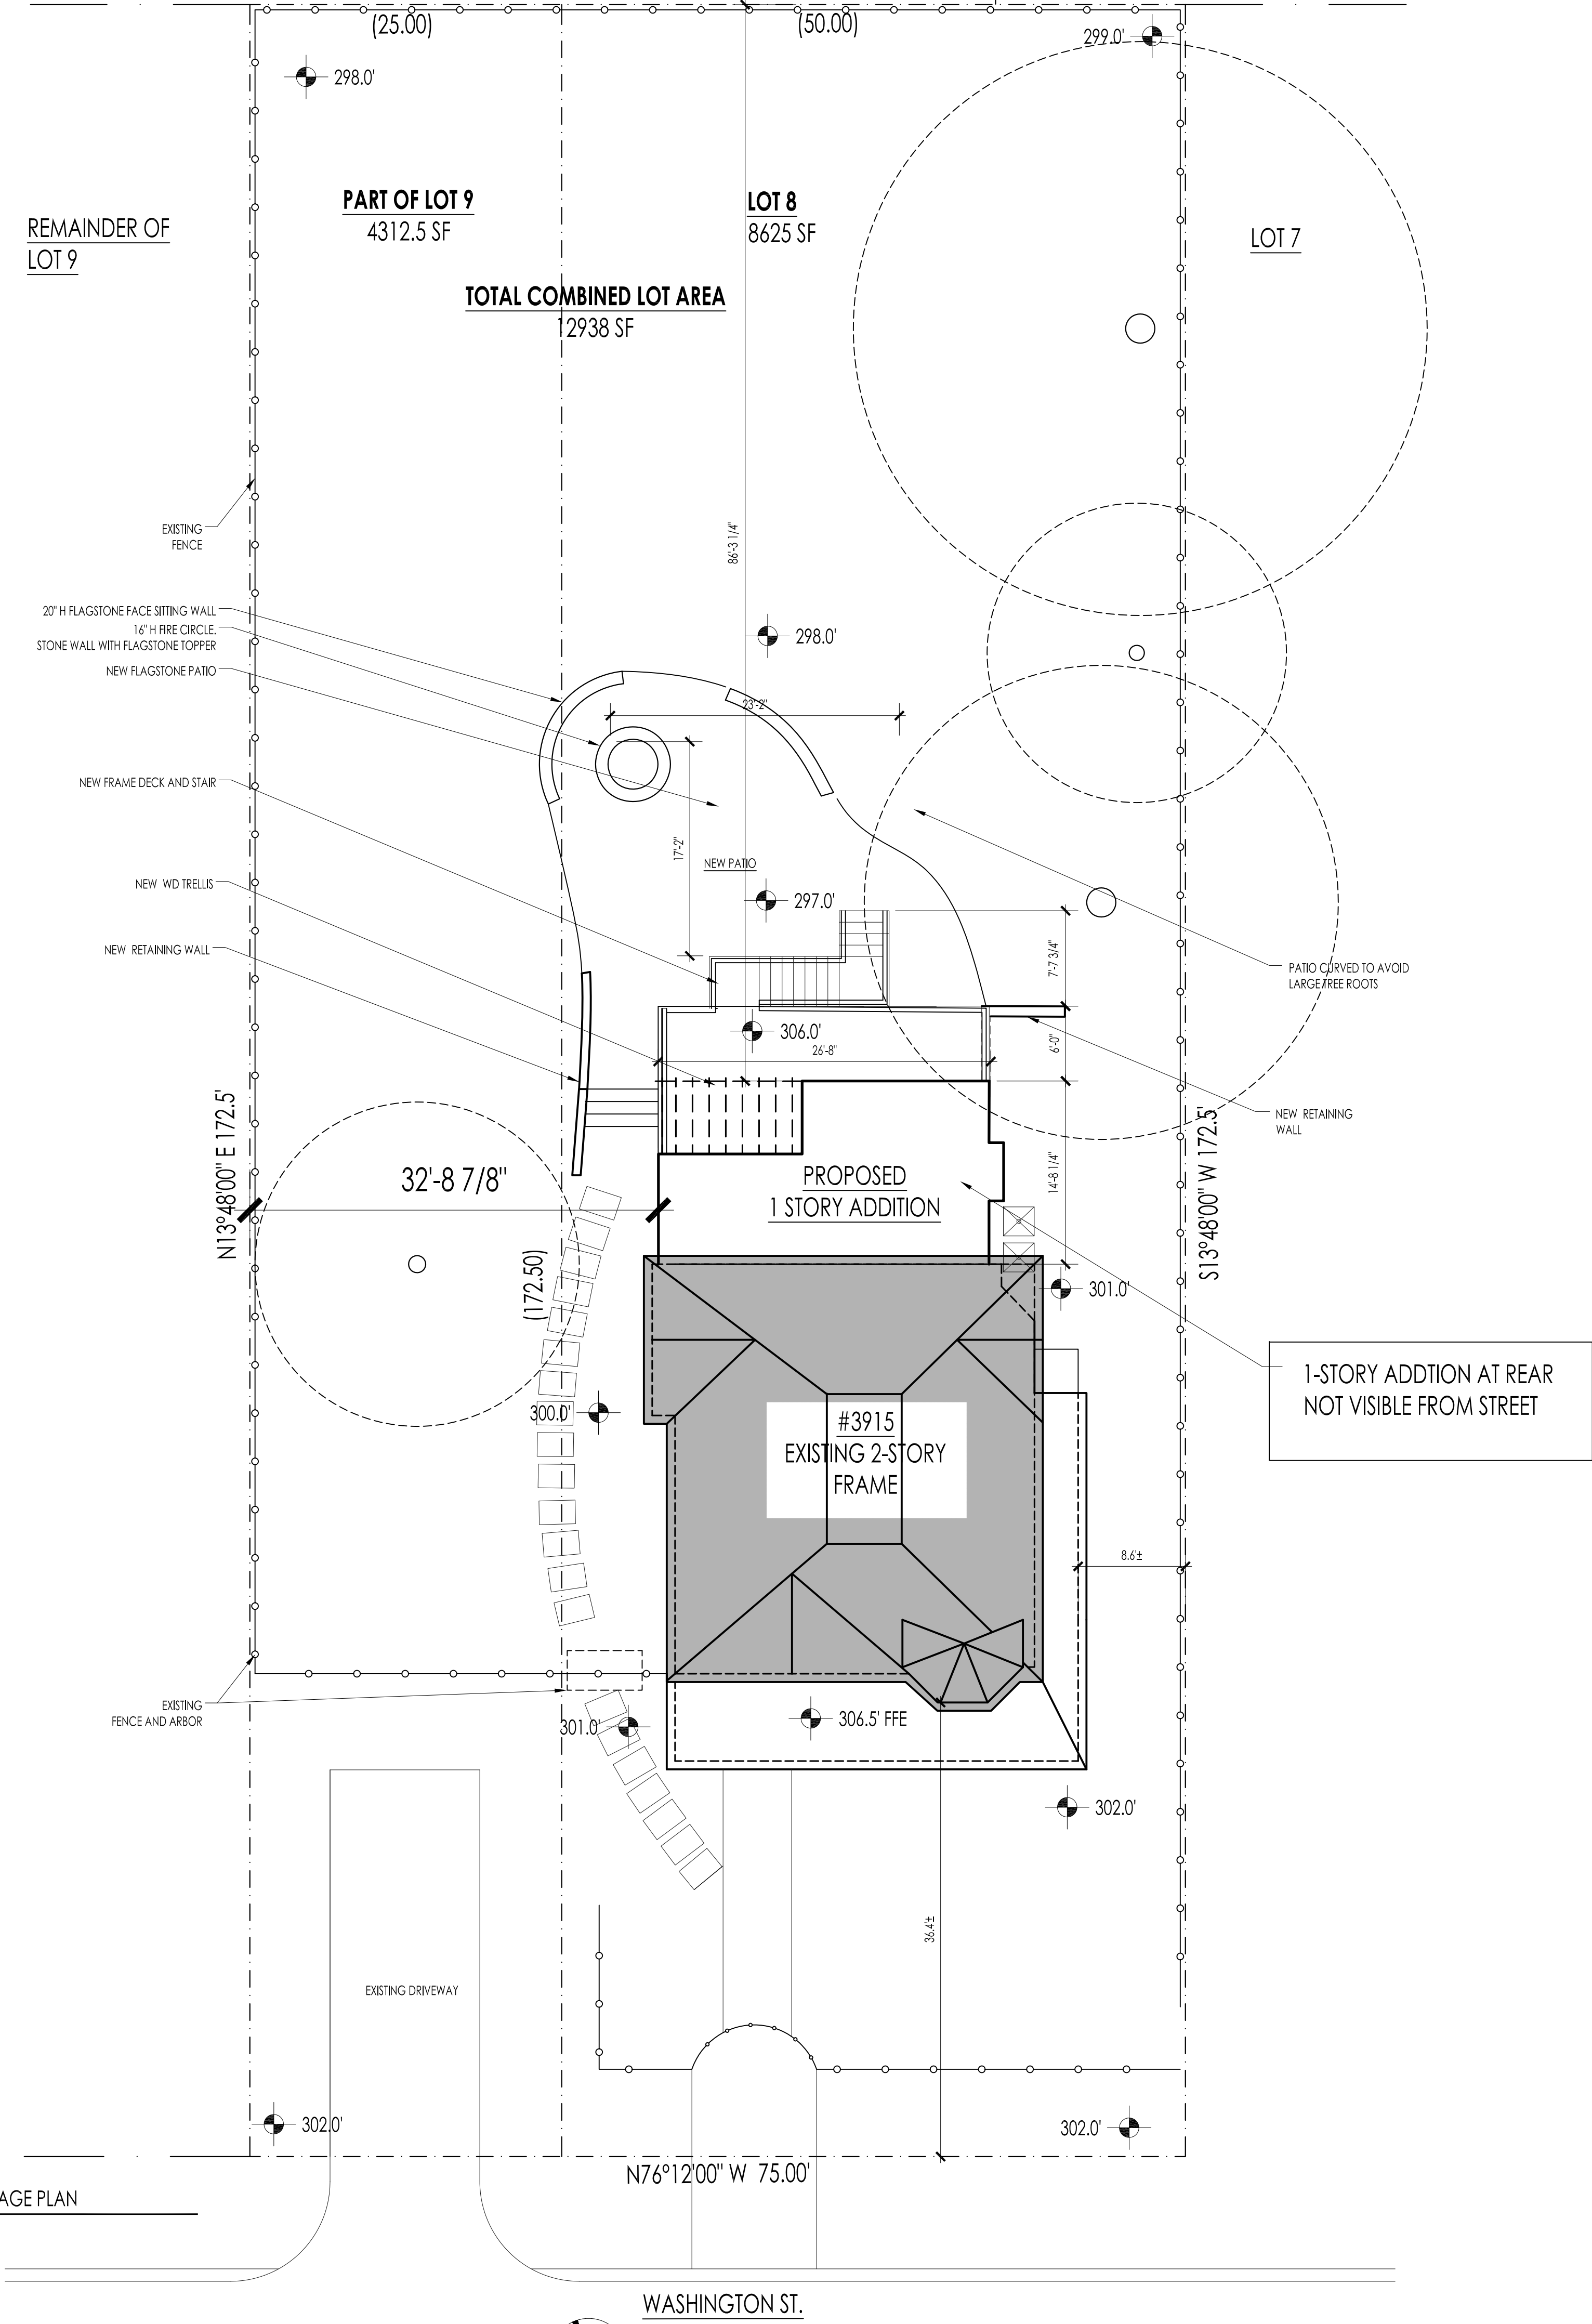 (25.00)
(50.00)
299.0'
298.0'
PART OF LOT 9
4312.5 SF
LOT 8
8625 SF
REMAINDER OF
LOT 9
LOT 7
TOTAL COMBINED LOT AREA
12938 SF
EXISTING
FENCE
86'-3 1/4"
20" H FLAGSTONE FACE SITTING WALL
16" H FIRE CIRCLE.
STONE WALL WITH FLAGSTONE TOPPER
NEW FLAGSTONE PATIO
298.0'
23'-2"
NEW FRAME DECK AND STAIR
17'-2"
NEW PATIO
NEW WD TRELLIS
297.0'
NEW RETAINING WALL
7'-7 3/4"
PATIO CURVED TO AVOID
LARGE TREE ROOTS
306.0'
26'-8"
6'-0"
NEW RETAINING
WALL
N13°48'00" E 172.5'
32'-8 7/8"
PROPOSED
1 STORY ADDITION
14'-8 1/4"
S13°48'00" W 172.5'
(172.50)
301.0'
1-STORY ADDTION AT REAR
NOT VISIBLE FROM STREET
300.0'
#3915
EXISTING 2-STORY
FRAME
8.6'±
EXISTING
FENCE AND ARBOR
301.0'
306.5' FFE
302.0'
36.4'±
EXISTING DRIVEWAY
302.0'
302.0'
N76°12'00" W 75.00'
AGE PLAN
WASHINGTON ST.